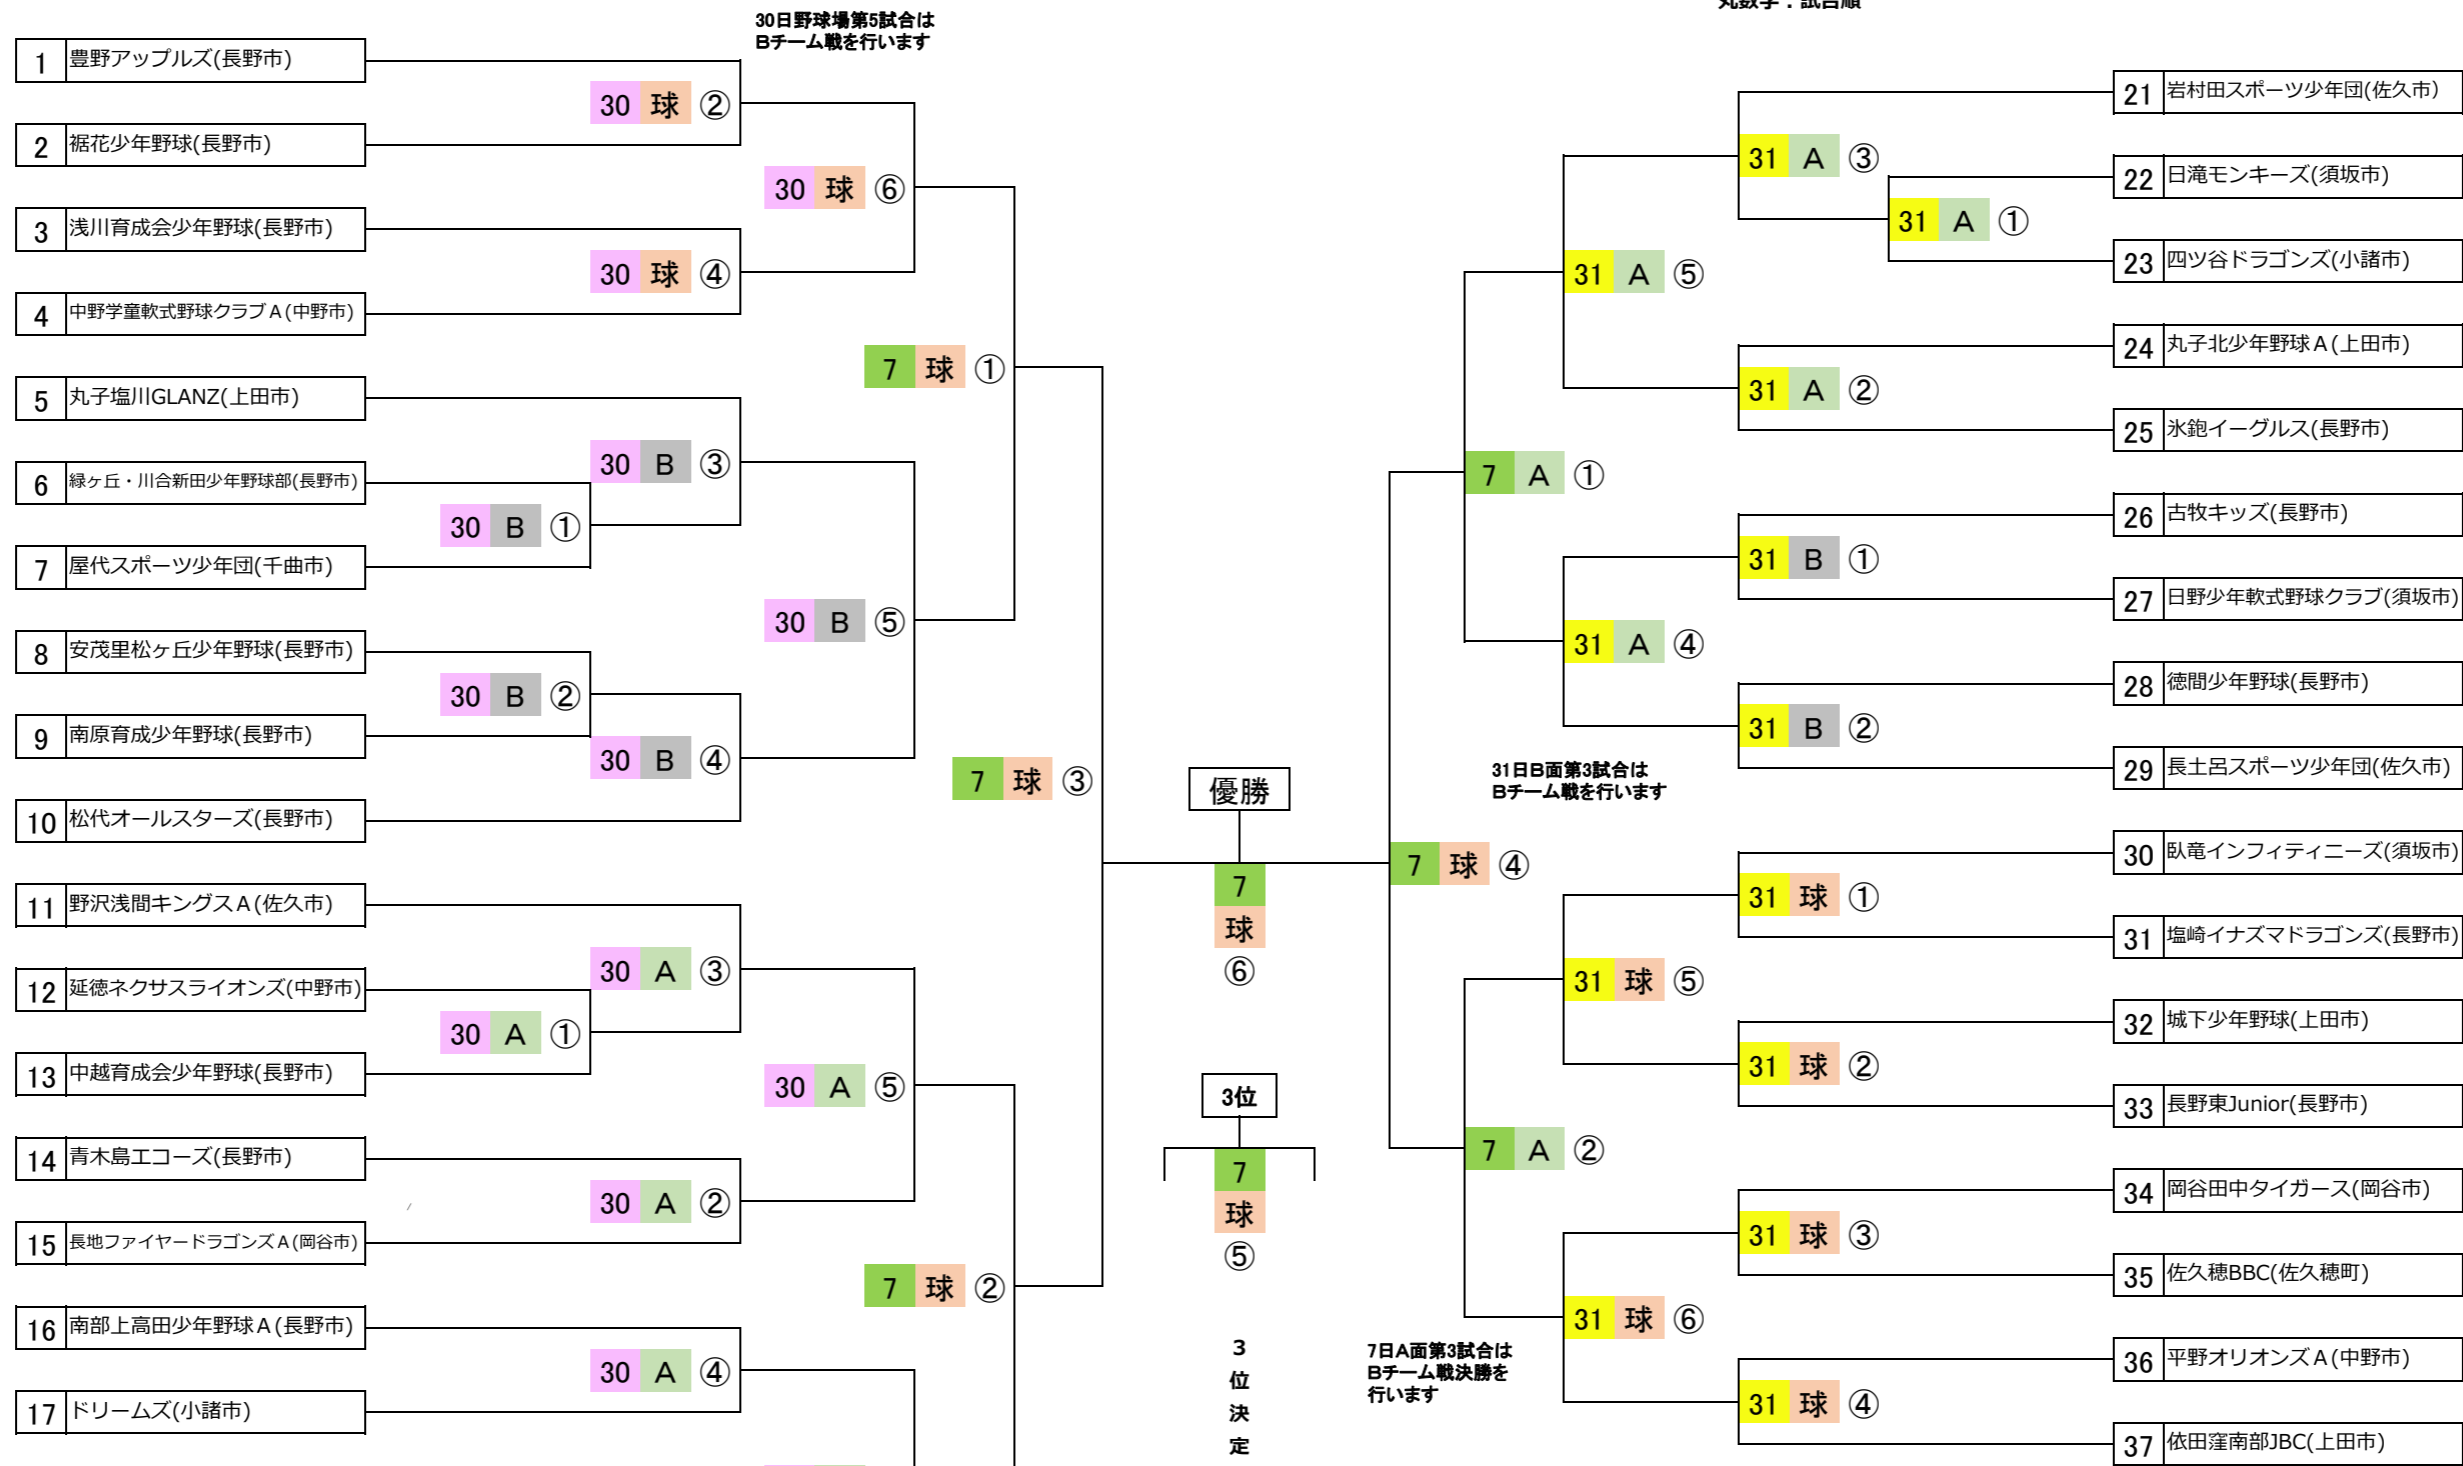 丸数字：試合順
30日野球場第5試合は
Bチーム戦を行います
1 豊野アップルズ(長野市)
30 球 ②
2 裾花少年野球(長野市)
30 球 ⑥
3 浅川育成会少年野球(長野市)
30 球 ④
4 中野学童軟式野球クラブA(中野市)
7 球 ①
5 丸子塩川GLANZ(上田市)
30 B ③
6 緑ヶ丘・川合新田少年野球部(長野市)
30 B ①
7 屋代スポーツ少年団(千曲市)
30 B ⑤
8 安茂里松ヶ丘少年野球(長野市)
30 B ②
9 南原育成少年野球(長野市)
30 B ④
7 球 ③
10 松代オールスターズ(長野市)
11 野沢浅間キングスA(佐久市)
30 A ③
12 延徳ネクサスライオンズ(中野市)
30 A ①
13 中越育成会少年野球(長野市)
30 A ⑤
14 青木島エコーズ(長野市)
30 A ②
15 長地ファイヤードラゴンズA(岡谷市)
7 球 ②
16 南部上高田少年野球A(長野市)
30 A ④
17 ドリームズ(小諸市)
優勝
7
球
⑥
3位
7
球
⑤
3
位
決
定
21 岩村田スポーツ少年団(佐久市)
31 A ③
22 日滝モンキーズ(須坂市)
31 A ①
23 四ツ谷ドラゴンズ(小諸市)
31 A ⑤
24 丸子北少年野球A(上田市)
31 A ②
25 氷鉋イーグルス(長野市)
7 A ①
26 古牧キッズ(長野市)
31 B ①
27 日野少年軟式野球クラブ(須坂市)
31 A ④
28 徳間少年野球(長野市)
31 B ②
29 長土呂スポーツ少年団(佐久市)
31日B面第3試合は
Bチーム戦を行います
7 球 ④
30 臥竜インフィティニーズ(須坂市)
31 球 ①
31 塩崎イナズマドラゴンズ(長野市)
31 球 ⑤
32 城下少年野球(上田市)
31 球 ②
33 長野東Junior(長野市)
7 A ②
34 岡谷田中タイガース(岡谷市)
31 球 ③
35 佐久穂BBC(佐久穂町)
31 球 ⑥
36 平野オリオンズA(中野市)
31 球 ④
37 依田窪南部JBC(上田市)
7日A面第3試合は
Bチーム戦決勝を
行います